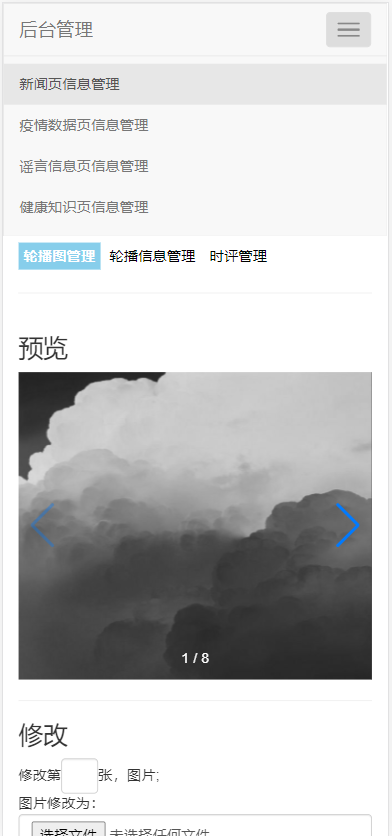 后台管理
新闻页信息管理
疫情数据页信息管理
谣言信息页信息管理
健康知识页信息管理
轮播图管理 轮播信息管理 时评管理
预览
1 / 8
修改
修改第 张，图片;
图片修改为：
选择文件 未选择任何文件